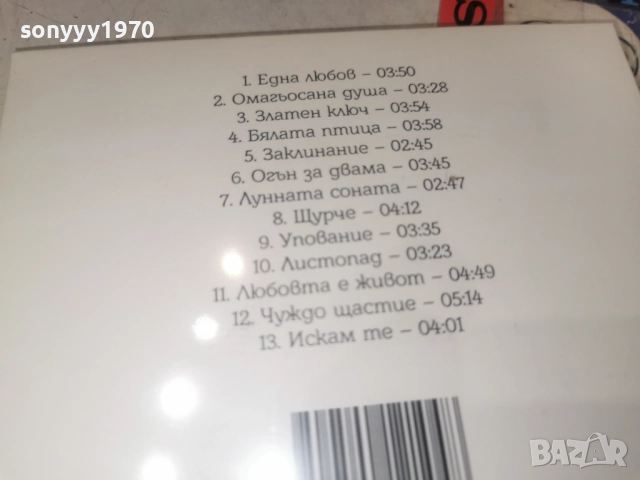 sonyyy1970
S
1. Една любов – 03:50
2. Омагьосана душа – 03:28
3. Златен ключ – 03:54
4. Бялата птица – 03:58
5. Заклинание – 02:45
6. Огън за двама – 03:45
7. Лунната соната – 02:47
8. Щурче – 04:12
9. Упование – 03:35
10. Листопад – 03:23
11. Любовта е живот – 04:49
12. Чуждо щастие – 05:14
13. Искам те – 04:01
BAZAR